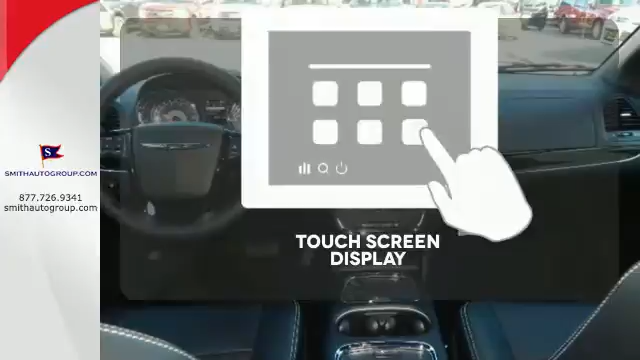 S
SMITHAUTOGROUP.COM
877.726.9341
smithautogroup.com
TOUCH SCREEN
DISPLAY